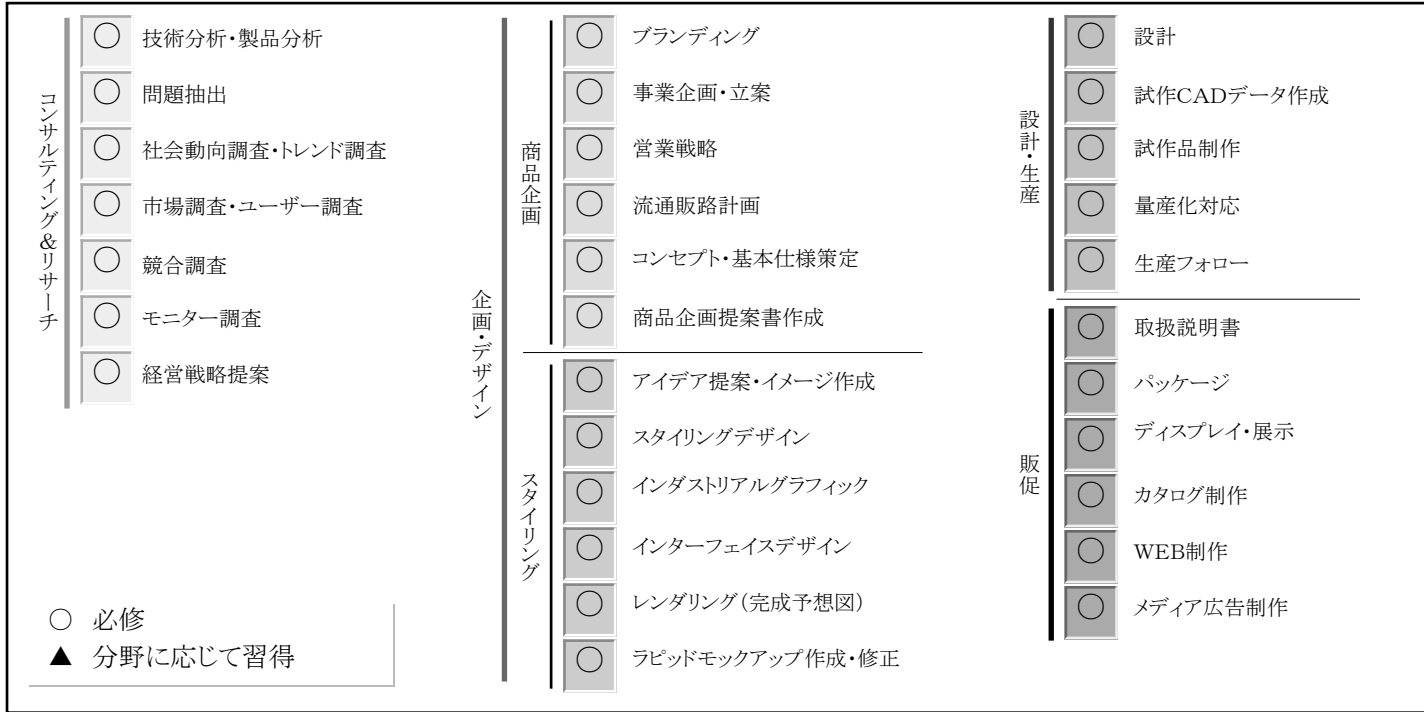 コンサルティング&リサーチ
○ 技術分析・製品分析
○ 問題抽出
○ 社会動向調査・トレンド調査
○ 市場調査・ユーザー調査
○ 競合調査
○ モニター調査
○ 経営戦略提案
企画・デザイン
商品企画
○ ブランディング
○ 事業企画・立案
○ 営業戦略
○ 流通販路計画
○ コンセプト・基本仕様策定
○ 商品企画提案書作成
スタイリング
○ アイデア提案・イメージ作成
○ スタイリングデザイン
○ インダストリアルグラフィック
○ インターフェイスデザイン
○ レンダリング(完成予想図)
○ ラピッドモックアップ作成・修正
設計・生産
○ 設計
○ 試作CADデータ作成
○ 試作品制作
○ 量産化対応
○ 生産フォロー
販促
○ 取扱説明書
○ パッケージ
○ ディスプレイ・展示
○ カタログ制作
○ WEB制作
○ メディア広告制作
○ 必修
▲ 分野に応じて習得